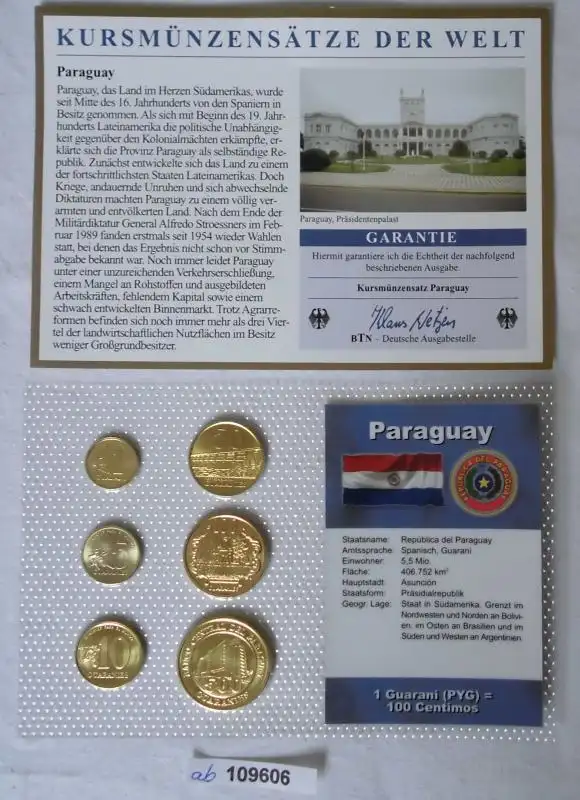 KURSMÜNZENSÄTZE DER WELT
Paraguay
Paraguay, das Land im Herzen Südamerikas, wurde
seit Mitte des 16. Jahrhunderts von den Spaniern in
Besitz genommen. Als sich mit Beginn des 19. Jahr-
hunderts Lateinamerika die politische Unabhängig-
keit gegenüber den Kolonialmächten erkämpfte, er-
klärte sich die Provinz Paraguay als selbständige Re-
publik. Zunächst entwickelte sich das Land zu einem
der fortschrittlichsten Staaten Lateinamerikas. Doch
Kriege, andauernde Unruhen und sich abwechselnde
Diktaturen machten Paraguay zu einem völlig ver-
armten und entvölkerten Land. Nach dem Ende der
Militärdiktatur General Alfredo Stroessners im Feb-
ruar 1989 fanden erstmals seit 1954 wieder Wahlen
statt, bei denen das Ergebnis nicht schon vor Stimm-
abgabe bekannt war. Noch immer leidet Paraguay
unter einer unzureichenden Verkehrserschließung,
einem Mangel an Rohstoffen und ausgebildeten
Arbeitskräften, fehlendem Kapital sowie einem
schwach entwickelten Binnenmarkt. Trotz Agrarre-
formen befinden sich noch immer mehr als drei Vier-
tel der landwirtschaftlichen Nutzflächen im Besitz
weniger Großgrundbesitzer.
Paraguay, Präsidentenpalast
GARANTIE
Hiermit garantiere ich die Echtheit der nachfolgend
beschriebenen Ausgabe.
Kursmünzensatz Paraguay
BTN - Deutsche Ausgabestelle
10
GUARANIES
BANCO CENTRAL DEL PARAGUAY
500
GUARANIES
Paraguay
REPUBLICA DEL PARAGUAY
Staatsname: República del Paraguay
Amtssprache: Spanisch, Guarani
Einwohner: 5,5 Mio.
Fläche: 406.752 km²
Hauptstadt: Asunción
Staatsform: Präsidialrepublik
Geogr. Lage: Staat in Südamerika. Grenzt im
Nordwesten und Norden an Bolivi-
en, im Osten an Brasilien und im
Süden und Westen an Argentinien.
1 Guarani (PYG) =
100 Centimos
ab 109606